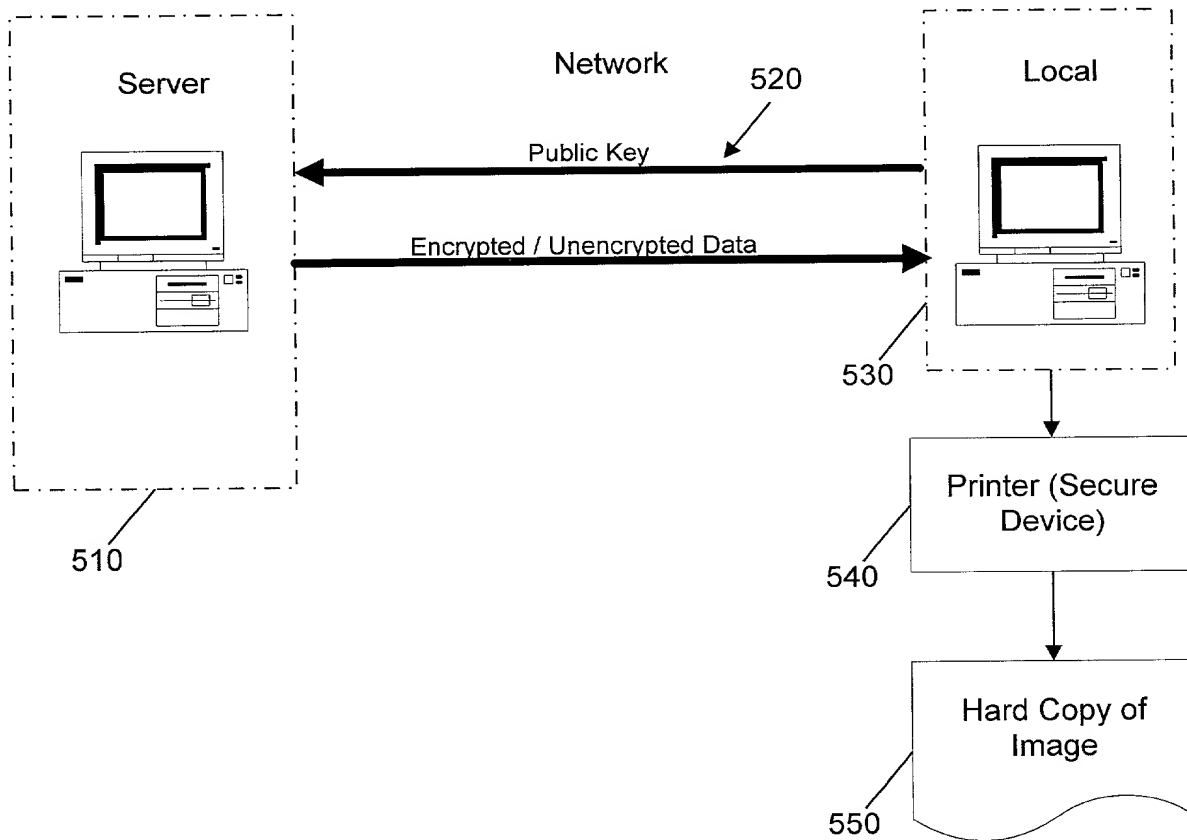 Server
Network
Local
520
Public Key
Encrypted / Unencrypted Data
530
510
Printer (Secure
Device)
540
Hard Copy of
Image
550